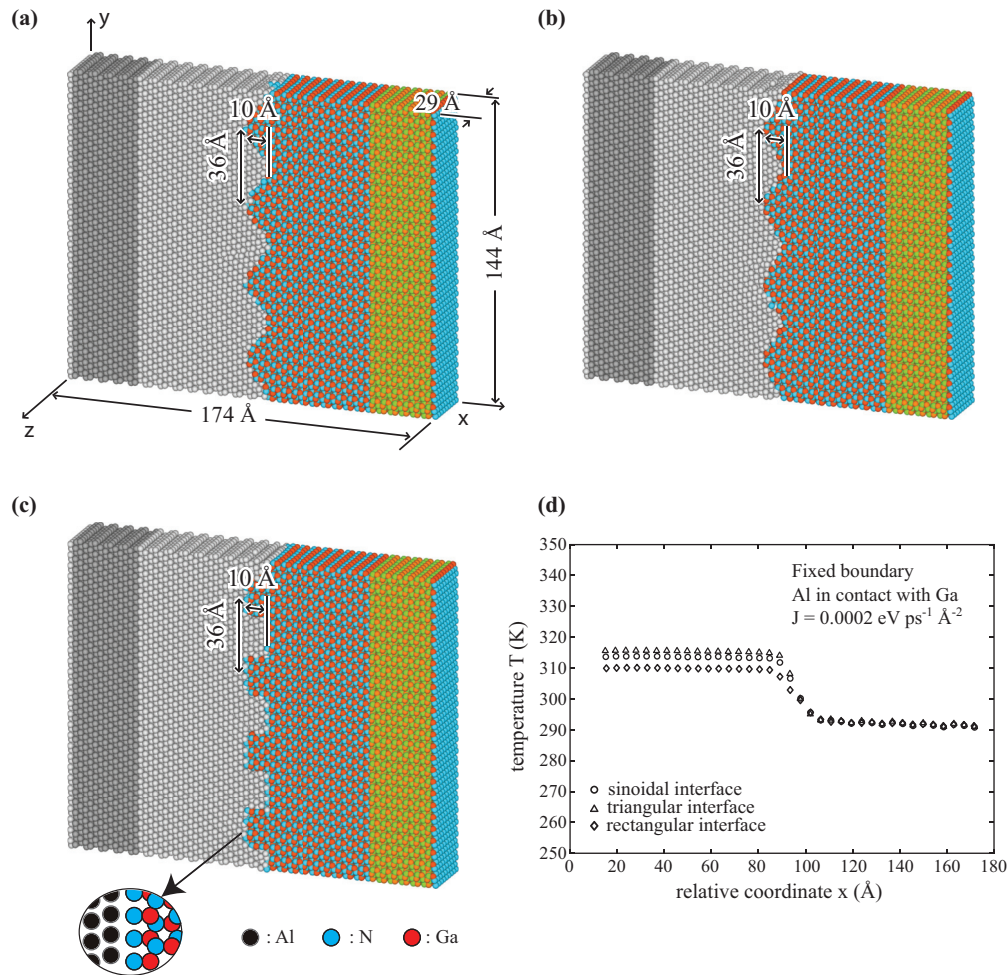 (a)
y
10 Å
36 Å
29 Å
144 Å
174 Å
z
x
(b)
10 Å
36 Å
(c)
10 Å
36 Å
: Al
: N
: Ga
(d)
350
340
330
320
310
300
290
280
270
260
250
0
20
40
60
80
100
120
140
160
180
temperature T (K)
relative coordinate x (Å)
Fixed boundary
Al in contact with Ga
J = 0.0002 eV ps⁻¹ Å⁻²
sinoidal interface
triangular interface
rectangular interface